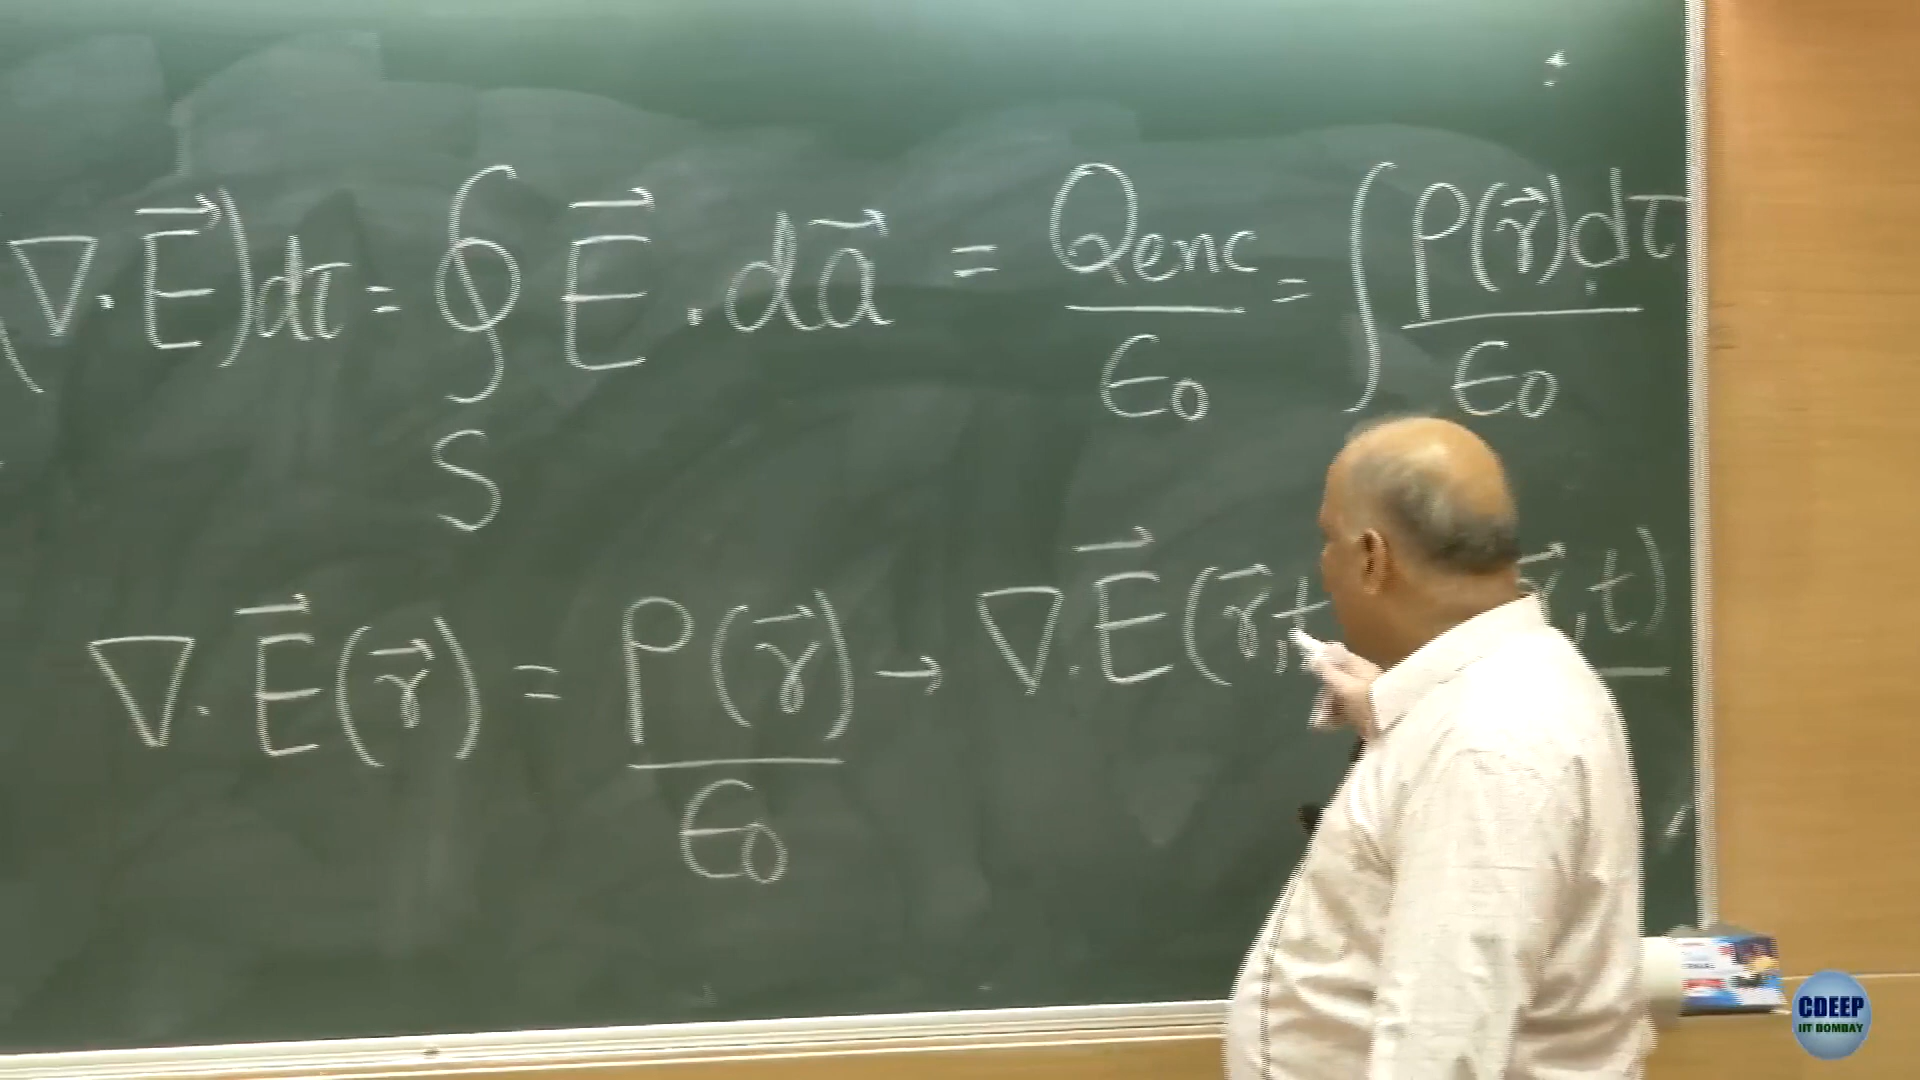 (∇·E⃗)dτ = ∮ E⃗ · da⃗ = Qenc/ϵ0 = ∫ ρ(r⃗)dτ/ϵ0
S
∇·E⃗(r⃗) = ρ(r⃗)/ϵ0 → ∇·E⃗(r⃗,t r⃗,t)
CDEEP
IIT BOMBAY